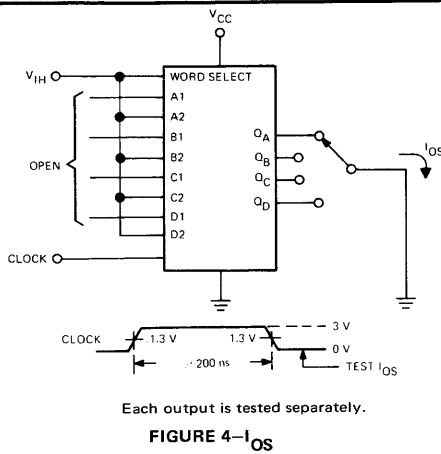 VCC
VIH
WORD SELECT
A1
A2
B1
B2
C1
C2
D1
D2
OPEN
CLOCK
QA
QB
QC
QD
IOS
CLOCK
1.3 V
1.3 V
3 V
0 V
200 ns
TEST IOS
Each output is tested separately.
FIGURE 4–IOS